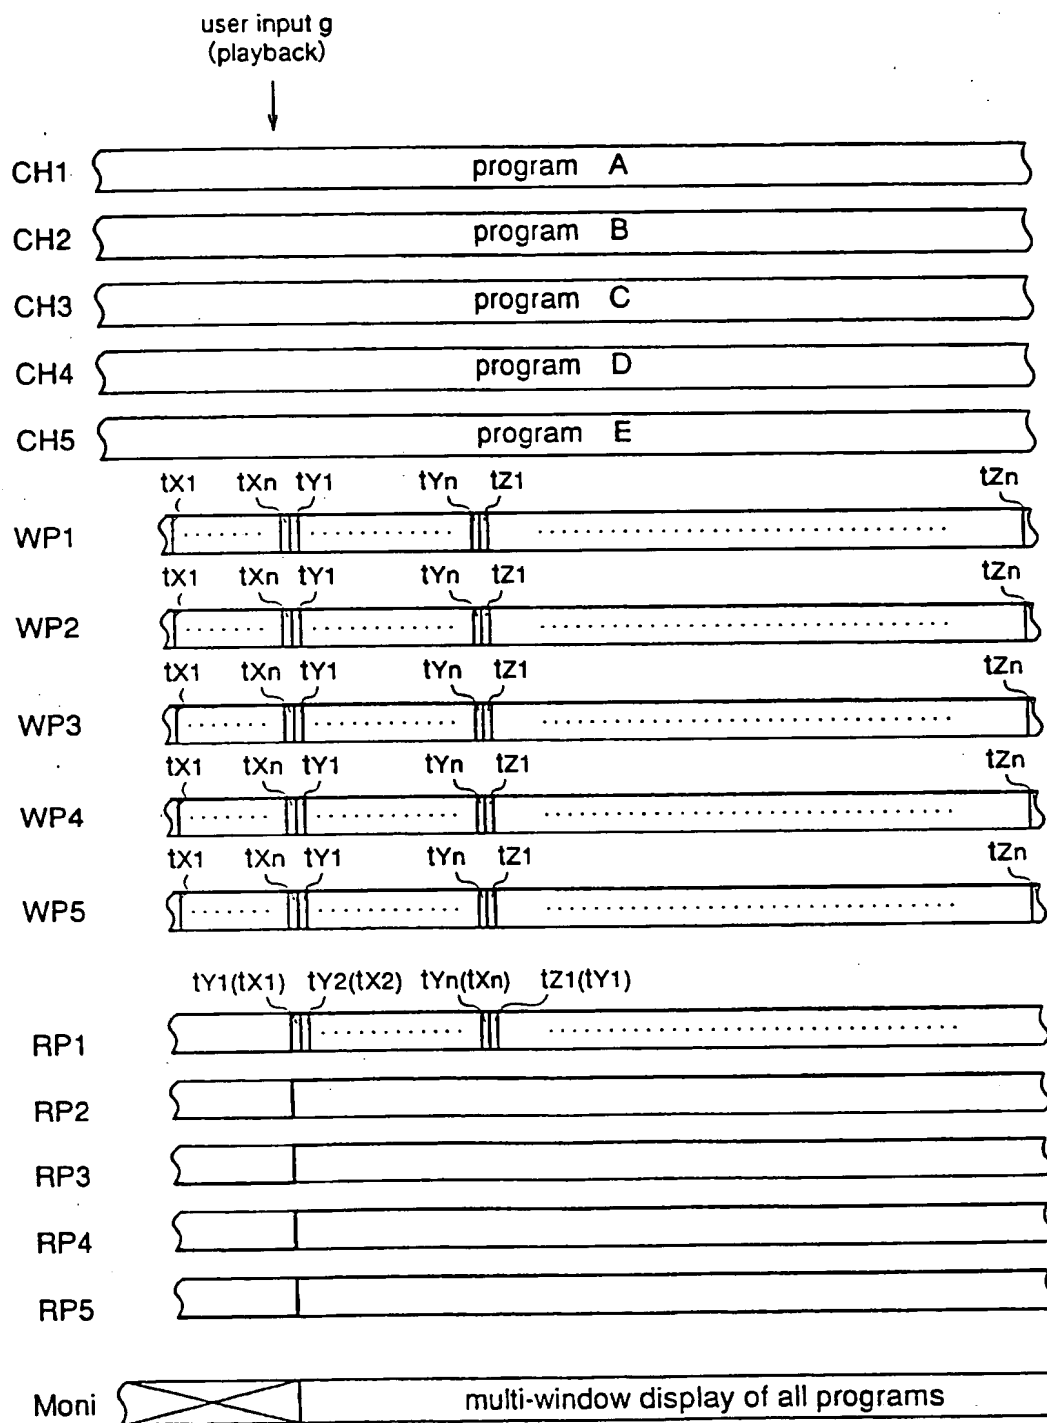 user input g
(playback)
CH1 program A
CH2 program B
CH3 program C
CH4 program D
CH5 program E
tX1 tXn tY1 tYn tZ1 tZn
WP1
tX1 tXn tY1 tYn tZ1 tZn
WP2
tX1 tXn tY1 tYn tZ1 tZn
WP3
tX1 tXn tY1 tYn tZ1 tZn
WP4
tX1 tXn tY1 tYn tZ1 tZn
WP5
tY1(tX1) tY2(tX2) tYn(tXn) tZ1(tY1)
RP1
RP2
RP3
RP4
RP5
Moni multi-window display of all programs